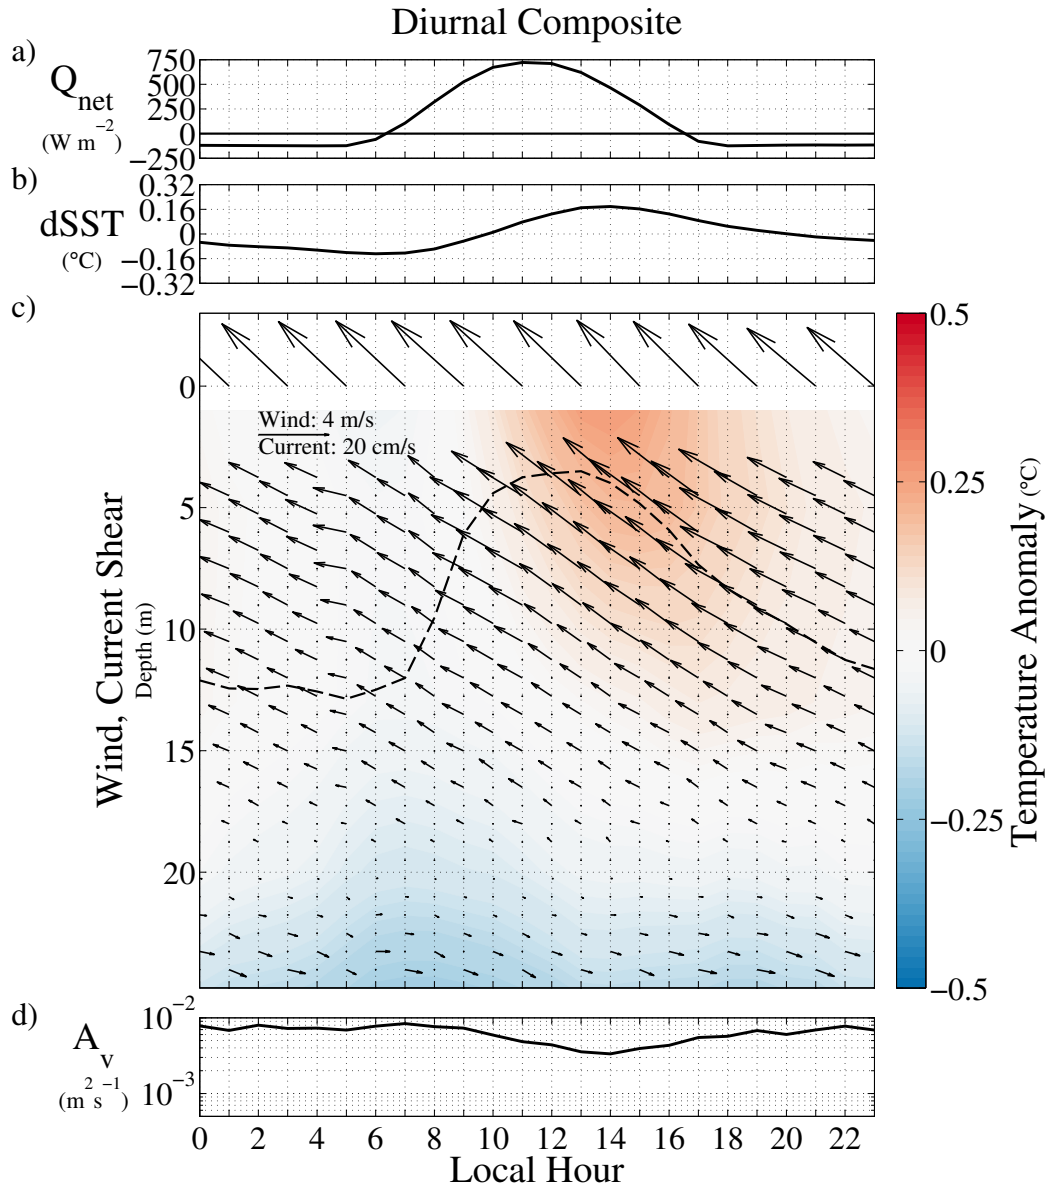 Diurnal Composite
a)
Q_net
(W m⁻²)
750
500
250
0
−250
b)
dSST
(°C)
0.32
0.16
0
−0.16
−0.32
c)
Wind, Current Shear
Depth (m)
0
5
10
15
20
Wind: 4 m/s
Current: 20 cm/s
0.5
0.25
0
−0.25
−0.5
Temperature Anomaly (°C)
d)
A_v
(m² s⁻¹)
10⁻²
10⁻³
0 2 4 6 8 10 12 14 16 18 20 22
Local Hour